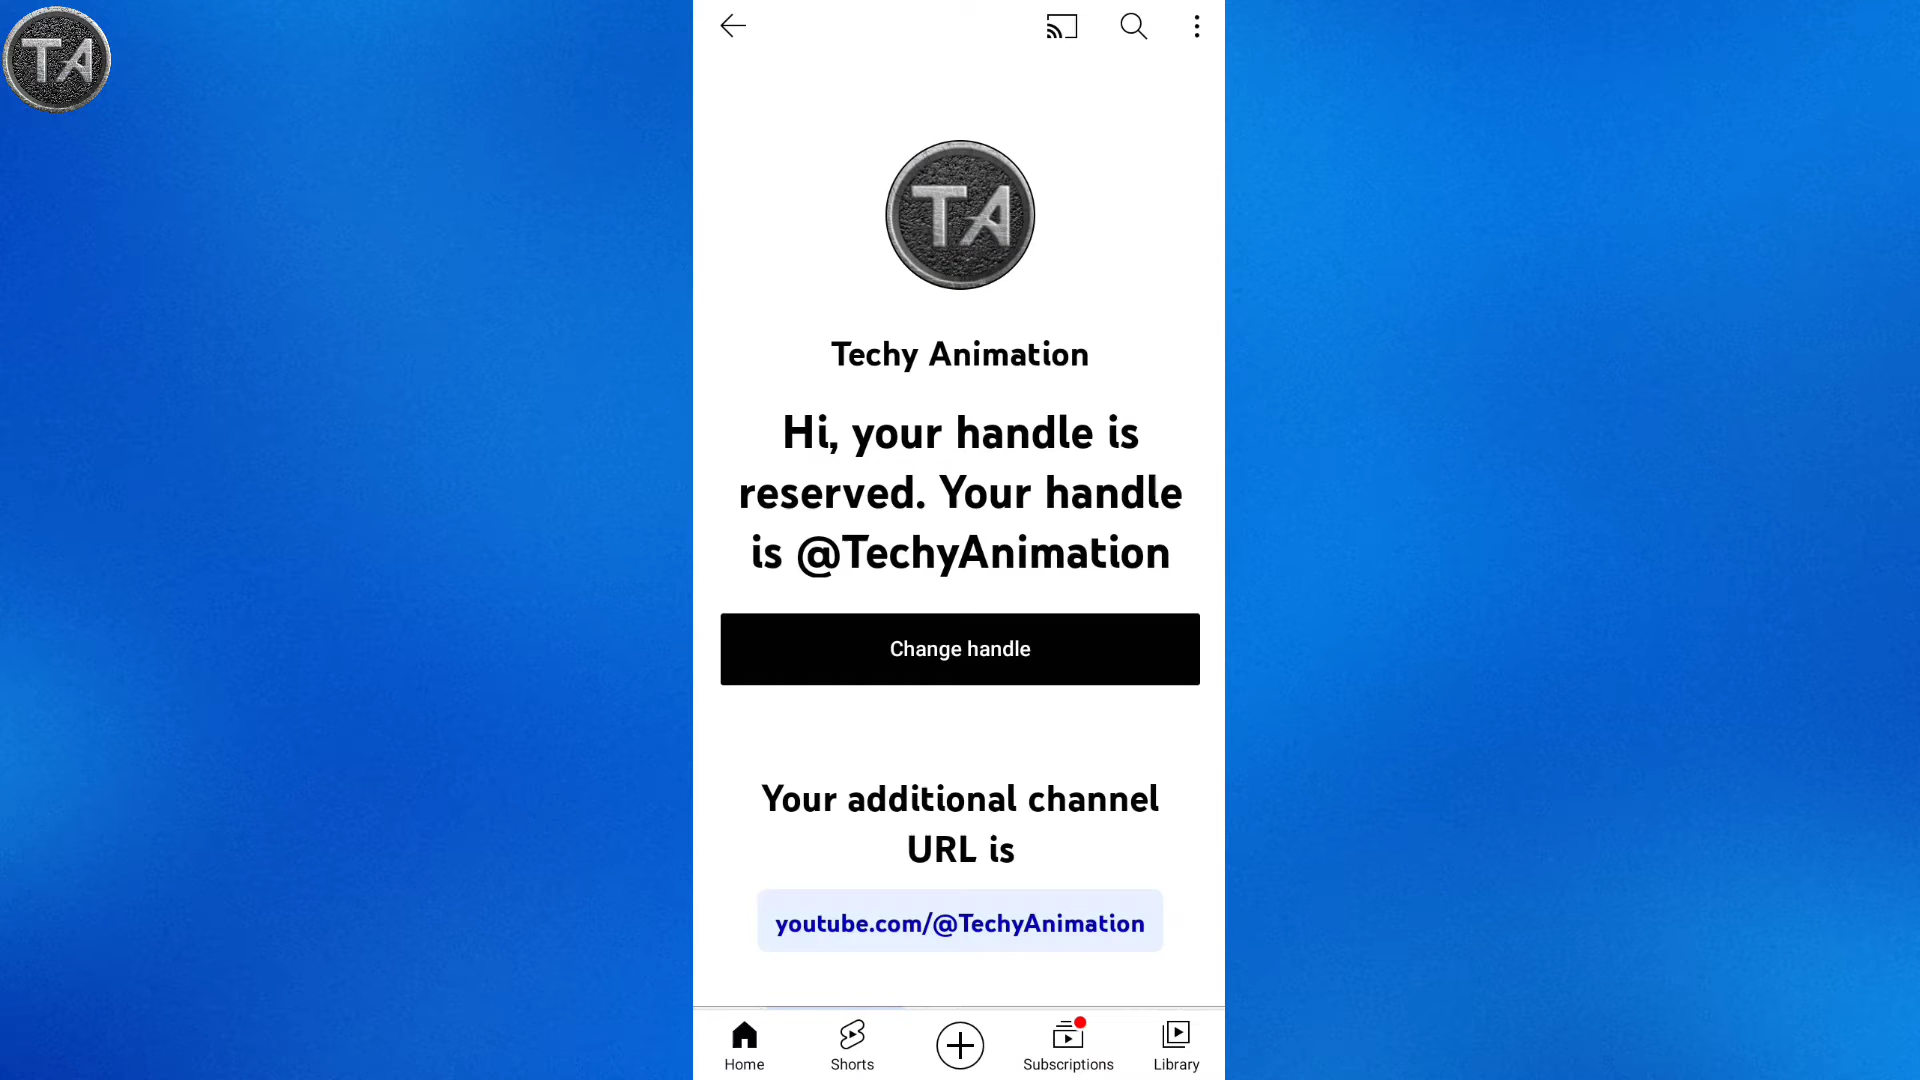 TA
TA
Techy Animation
Hi, your handle is
reserved. Your handle
is @TechyAnimation
Change handle
Your additional channel
URL is
youtube.com/@TechyAnimation
Home
Shorts
Subscriptions
Library